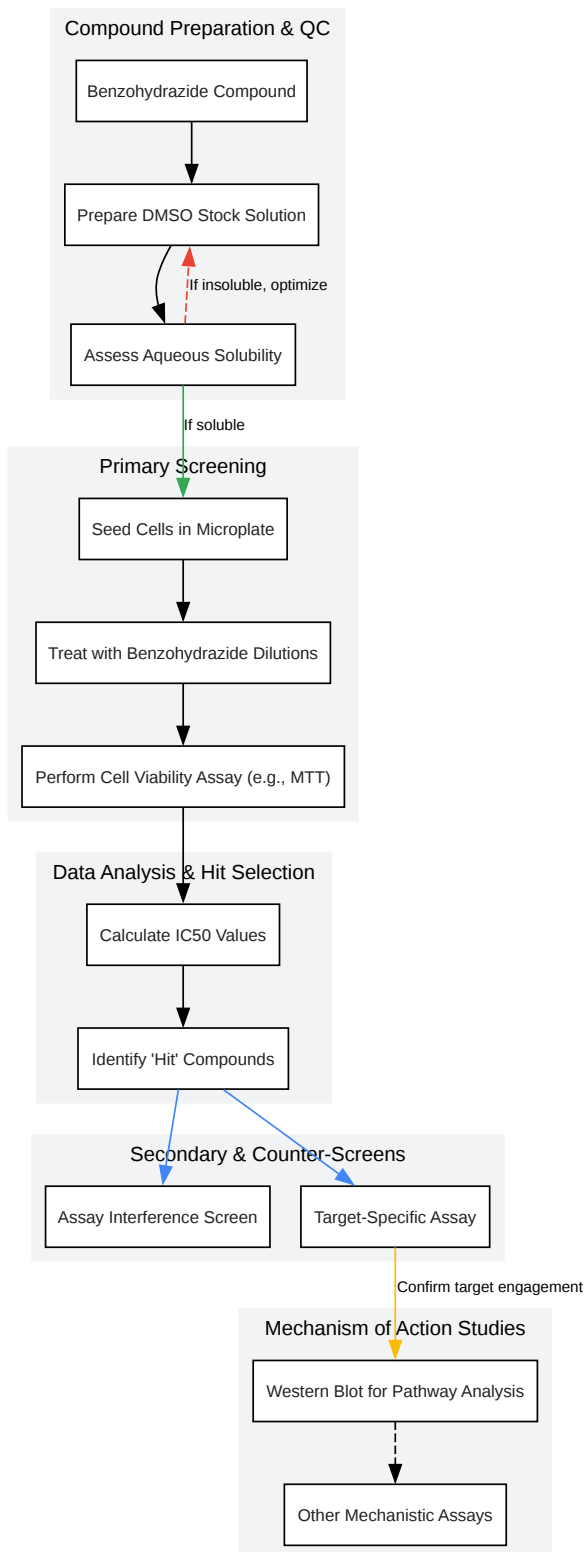 Compound Preparation & QC
Benzohydrazide Compound
Prepare DMSO Stock Solution
If insoluble, optimize
Assess Aqueous Solubility
If soluble
Primary Screening
Seed Cells in Microplate
Treat with Benzohydrazide Dilutions
Perform Cell Viability Assay (e.g., MTT)
Data Analysis & Hit Selection
Calculate IC50 Values
Identify 'Hit' Compounds
Secondary & Counter-Screens
Assay Interference Screen
Target-Specific Assay
Confirm target engagement
Mechanism of Action Studies
Western Blot for Pathway Analysis
Other Mechanistic Assays